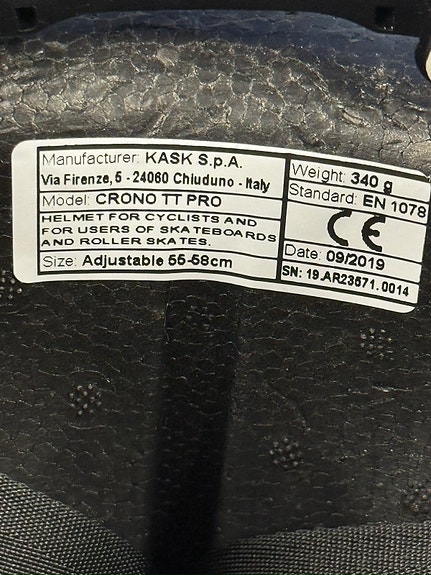 Manufacturer: KASK S.p.A.
Via Firenze, 5 - 24060 Chiuduno - Italy
Model: CRONO TT PRO
HELMET FOR CYCLISTS AND
FOR USERS OF SKATEBOARDS
AND ROLLER SKATES.
Size: Adjustable 55-58cm
Weight: 340 g
Standard: EN 1078
CE
Date: 09/2019
SN: 19.AR23571.0014